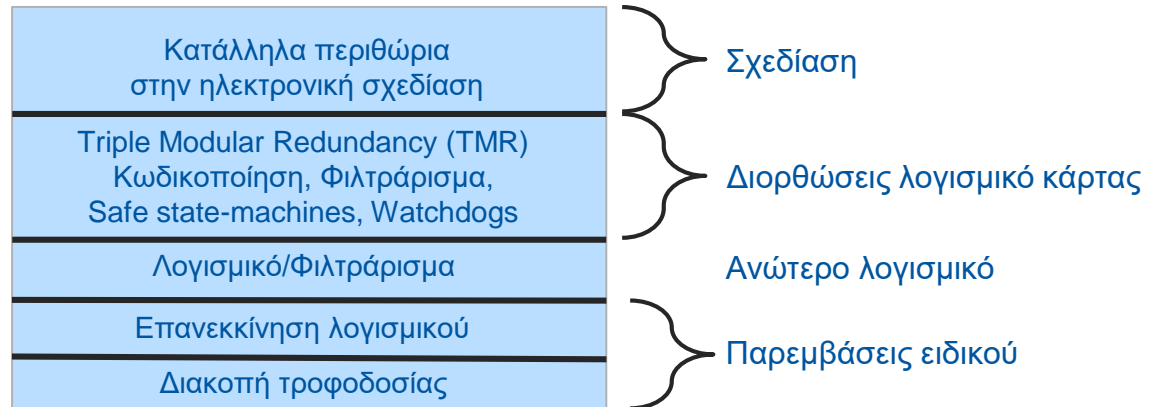 Κατάλληλα περιθώρια
στην ηλεκτρονική σχεδίαση
Σχεδίαση
Triple Modular Redundancy (TMR)
Κωδικοποίηση, Φιλτράρισμα,
Safe state-machines, Watchdogs
Διορθώσεις λογισμικό κάρτας
Λογισμικό/Φιλτράρισμα
Ανώτερο λογισμικό
Επανεκκίνηση λογισμικού
Διακοπή τροφοδοσίας
Παρεμβάσεις ειδικού